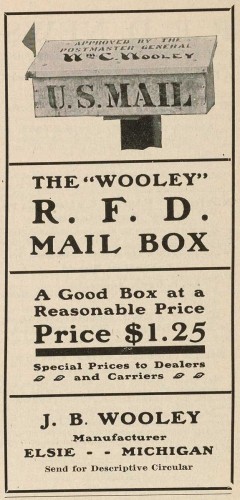 APPROVED BY THE
POSTMASTER GENERAL
Wm C. WOOLEY
U.S. MAIL
THE "WOOLEY"
R. F. D.
MAIL BOX
A Good Box at a
Reasonable Price
Price $1.25
Special Prices to Dealers
and Carriers
J. B. WOOLEY
Manufacturer
ELSIE - - MICHIGAN
Send for Descriptive Circular